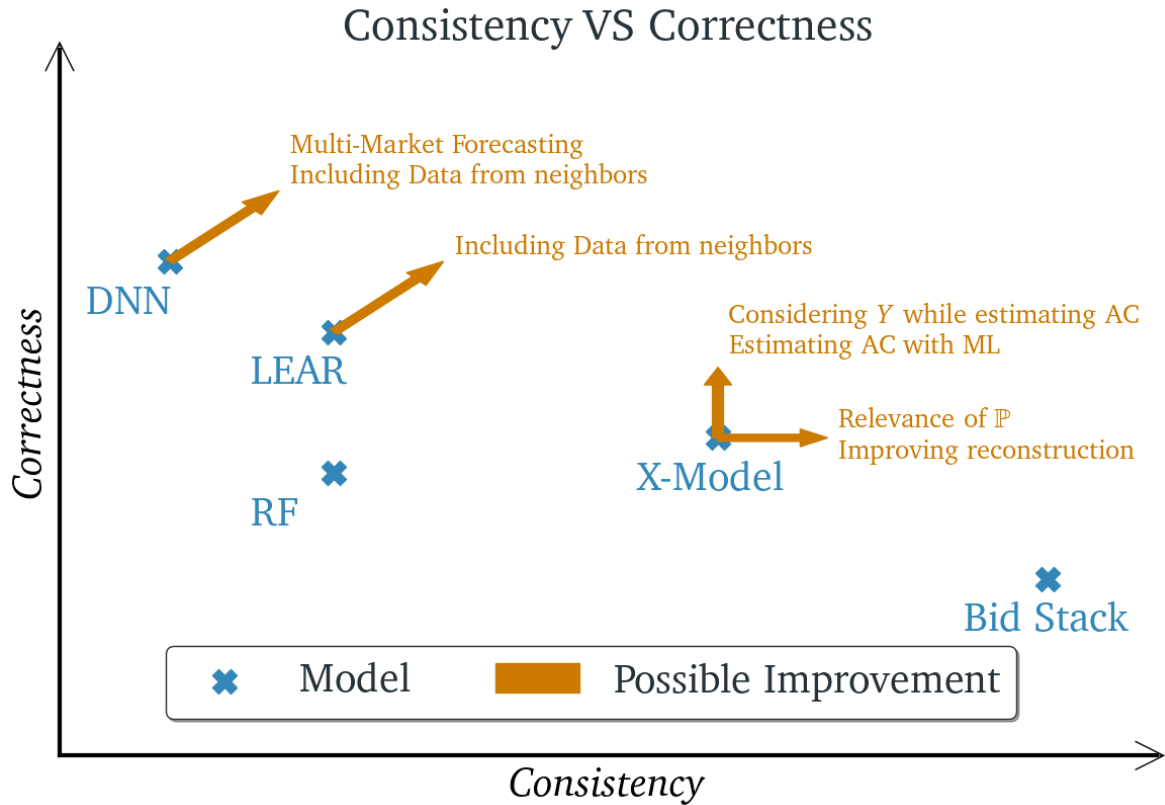 Consistency VS Correctness
Multi-Market Forecasting
Including Data from neighbors
Including Data from neighbors
DNN
Considering Y while estimating AC
Estimating AC with ML
LEAR
Relevance of ℙ
Improving reconstruction
X-Model
RF
Bid Stack
Correctness
Model
Possible Improvement
Consistency